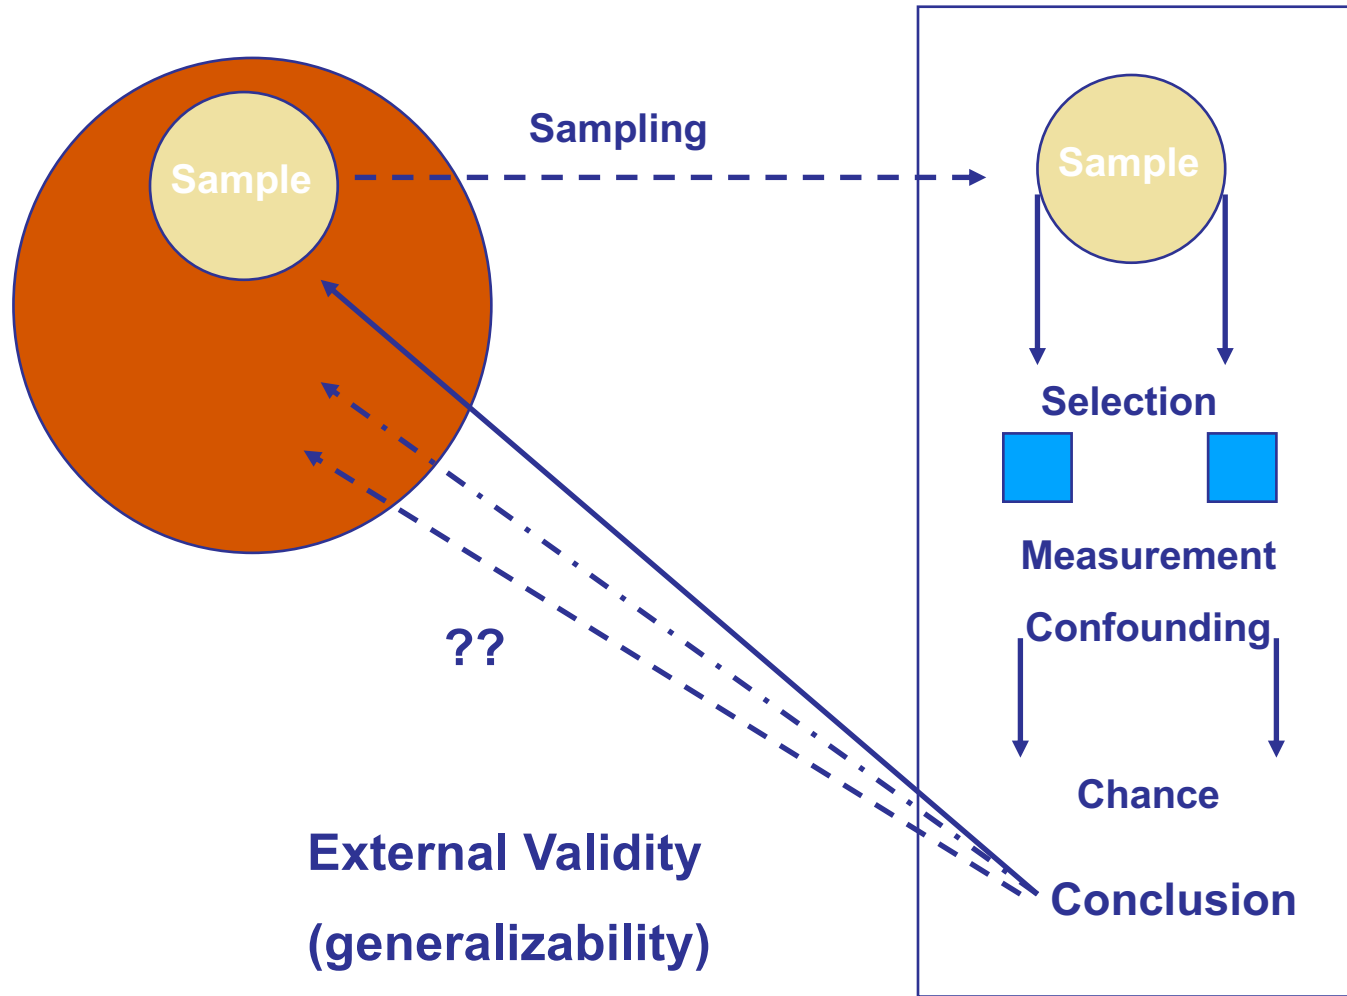 Sampling
Sample
Sample
Selection
Measurement
Confounding
??
Chance
External Validity
(generalizability)
Conclusion